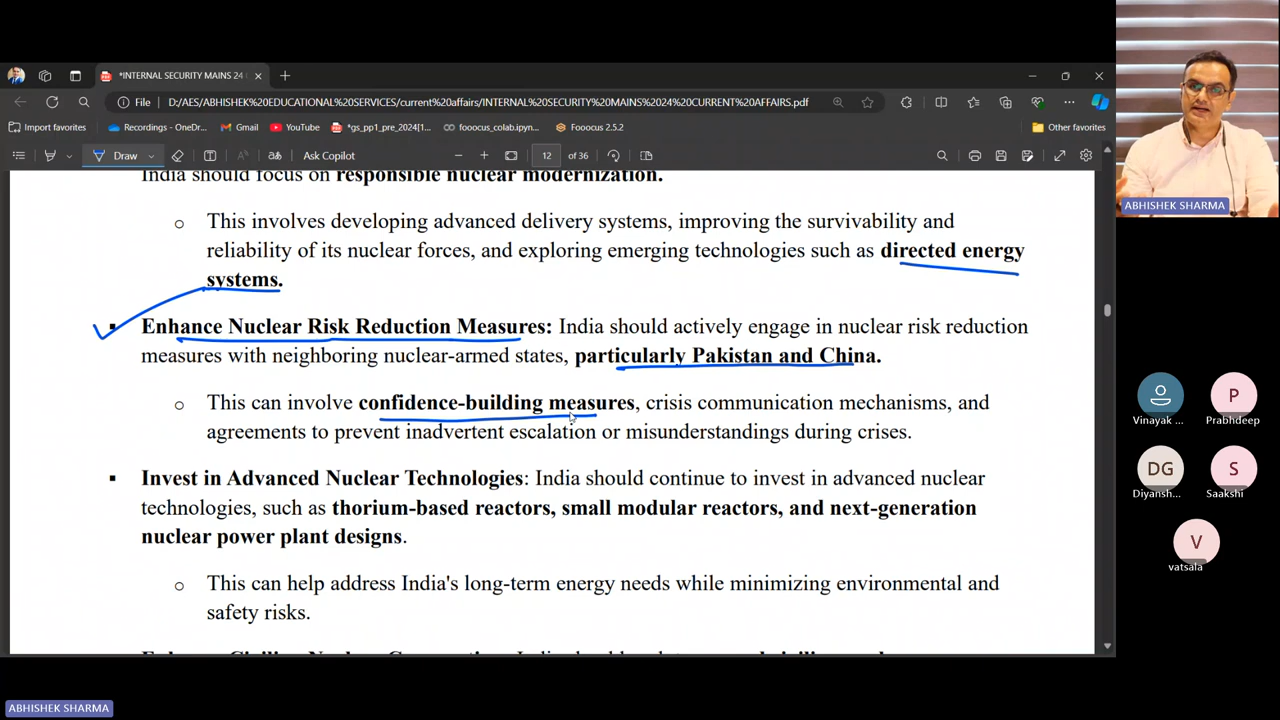 *INTERNAL SECURITY MAINS 24
File
D:/AES/ABHISHEK%20EDUCATIONAL%20SERVICES/current%20affairs/INTERNAL%20SECURITY%20MAINS%202024%20CURRENT%20AFFAIRS.pdf
Import favorites
Recordings - OneDr...
Gmail
YouTube
*gs_pp1_pre_2024[1...
fooocus_colab.ipyn...
Fooocus 2.5.2
Other favorites
Draw
Ask Copilot
12 of 36
India should focus on responsible nuclear modernization.
This involves developing advanced delivery systems, improving the survivability and
reliability of its nuclear forces, and exploring emerging technologies such as directed energy
systems.
Enhance Nuclear Risk Reduction Measures: India should actively engage in nuclear risk reduction
measures with neighboring nuclear-armed states, particularly Pakistan and China.
This can involve confidence-building measures, crisis communication mechanisms, and
agreements to prevent inadvertent escalation or misunderstandings during crises.
Invest in Advanced Nuclear Technologies: India should continue to invest in advanced nuclear
technologies, such as thorium-based reactors, small modular reactors, and next-generation
nuclear power plant designs.
This can help address India's long-term energy needs while minimizing environmental and
safety risks.
ABHISHEK SHARMA
Vinayak ...
P
Prabhdeep
DG
Diyansh...
S
Saakshi
V
vatsala
ABHISHEK SHARMA